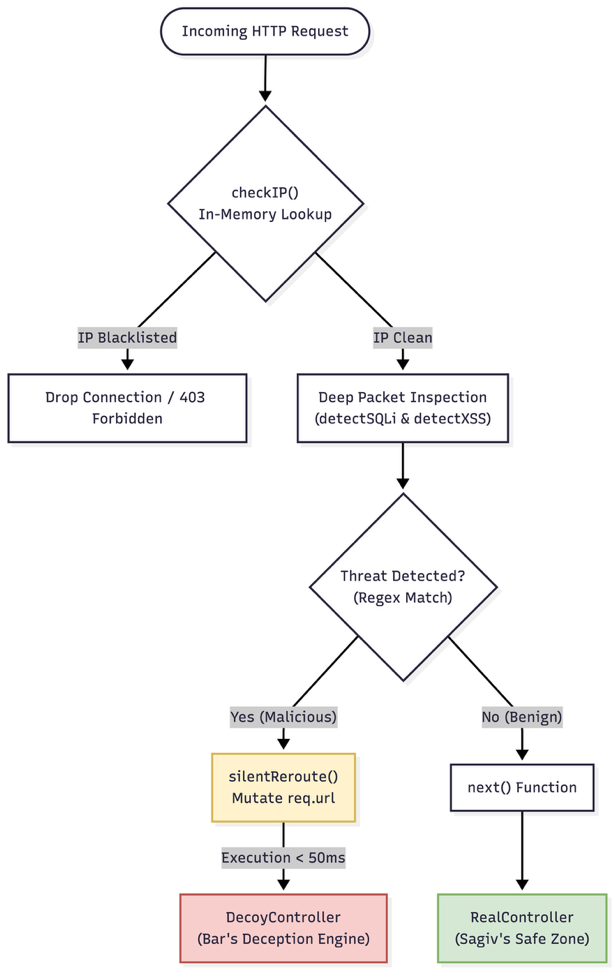 Incoming HTTP Request
checkIP()
In-Memory Lookup
IP Blacklisted
IP Clean
Drop Connection / 403
Forbidden
Deep Packet Inspection
(detectSQLi & detectXSS)
Threat Detected?
(Regex Match)
Yes (Malicious)
No (Benign)
silentReroute()
Mutate req.url
next() Function
Execution < 50ms
DecoyController
(Bar's Deception Engine)
RealController
(Sagiv's Safe Zone)